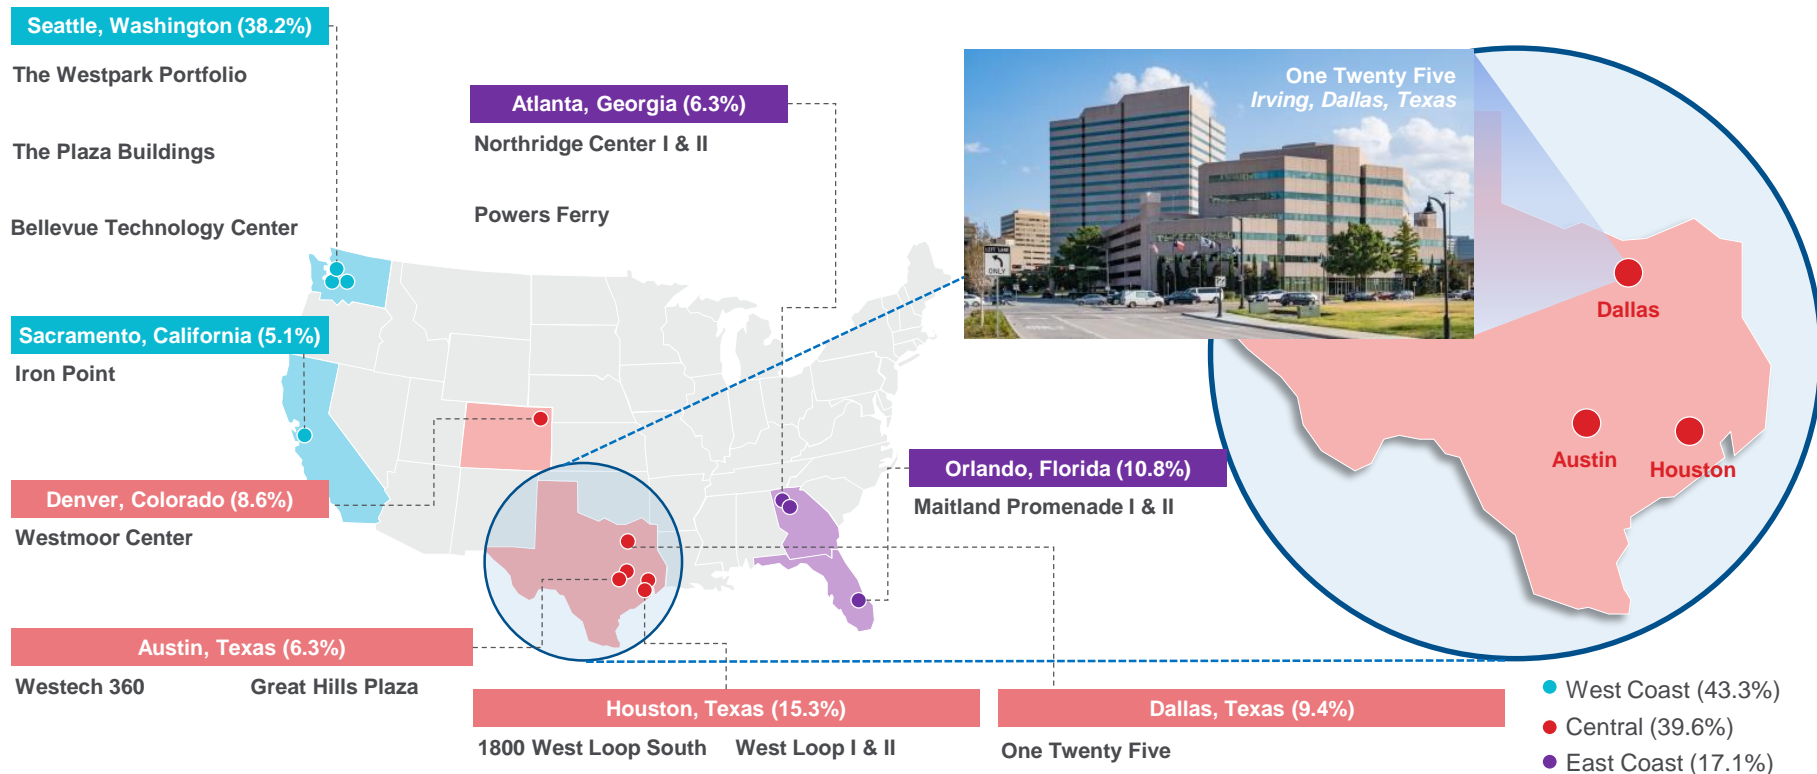 Seattle, Washington (38.2%)
The Westpark Portfolio
The Plaza Buildings
Bellevue Technology Center
Sacramento, California (5.1%)
Iron Point
Denver, Colorado (8.6%)
Westmoor Center
Austin, Texas (6.3%)
Westech 360
Great Hills Plaza
Atlanta, Georgia (6.3%)
Northridge Center I & II
Powers Ferry
Orlando, Florida (10.8%)
Maitland Promenade I & II
Houston, Texas (15.3%)
1800 West Loop South
West Loop I & II
Dallas, Texas (9.4%)
One Twenty Five
One Twenty Five
Irving, Dallas, Texas
LEFT LANE
ONLY
Dallas
Austin
Houston
West Coast (43.3%)
Central (39.6%)
East Coast (17.1%)